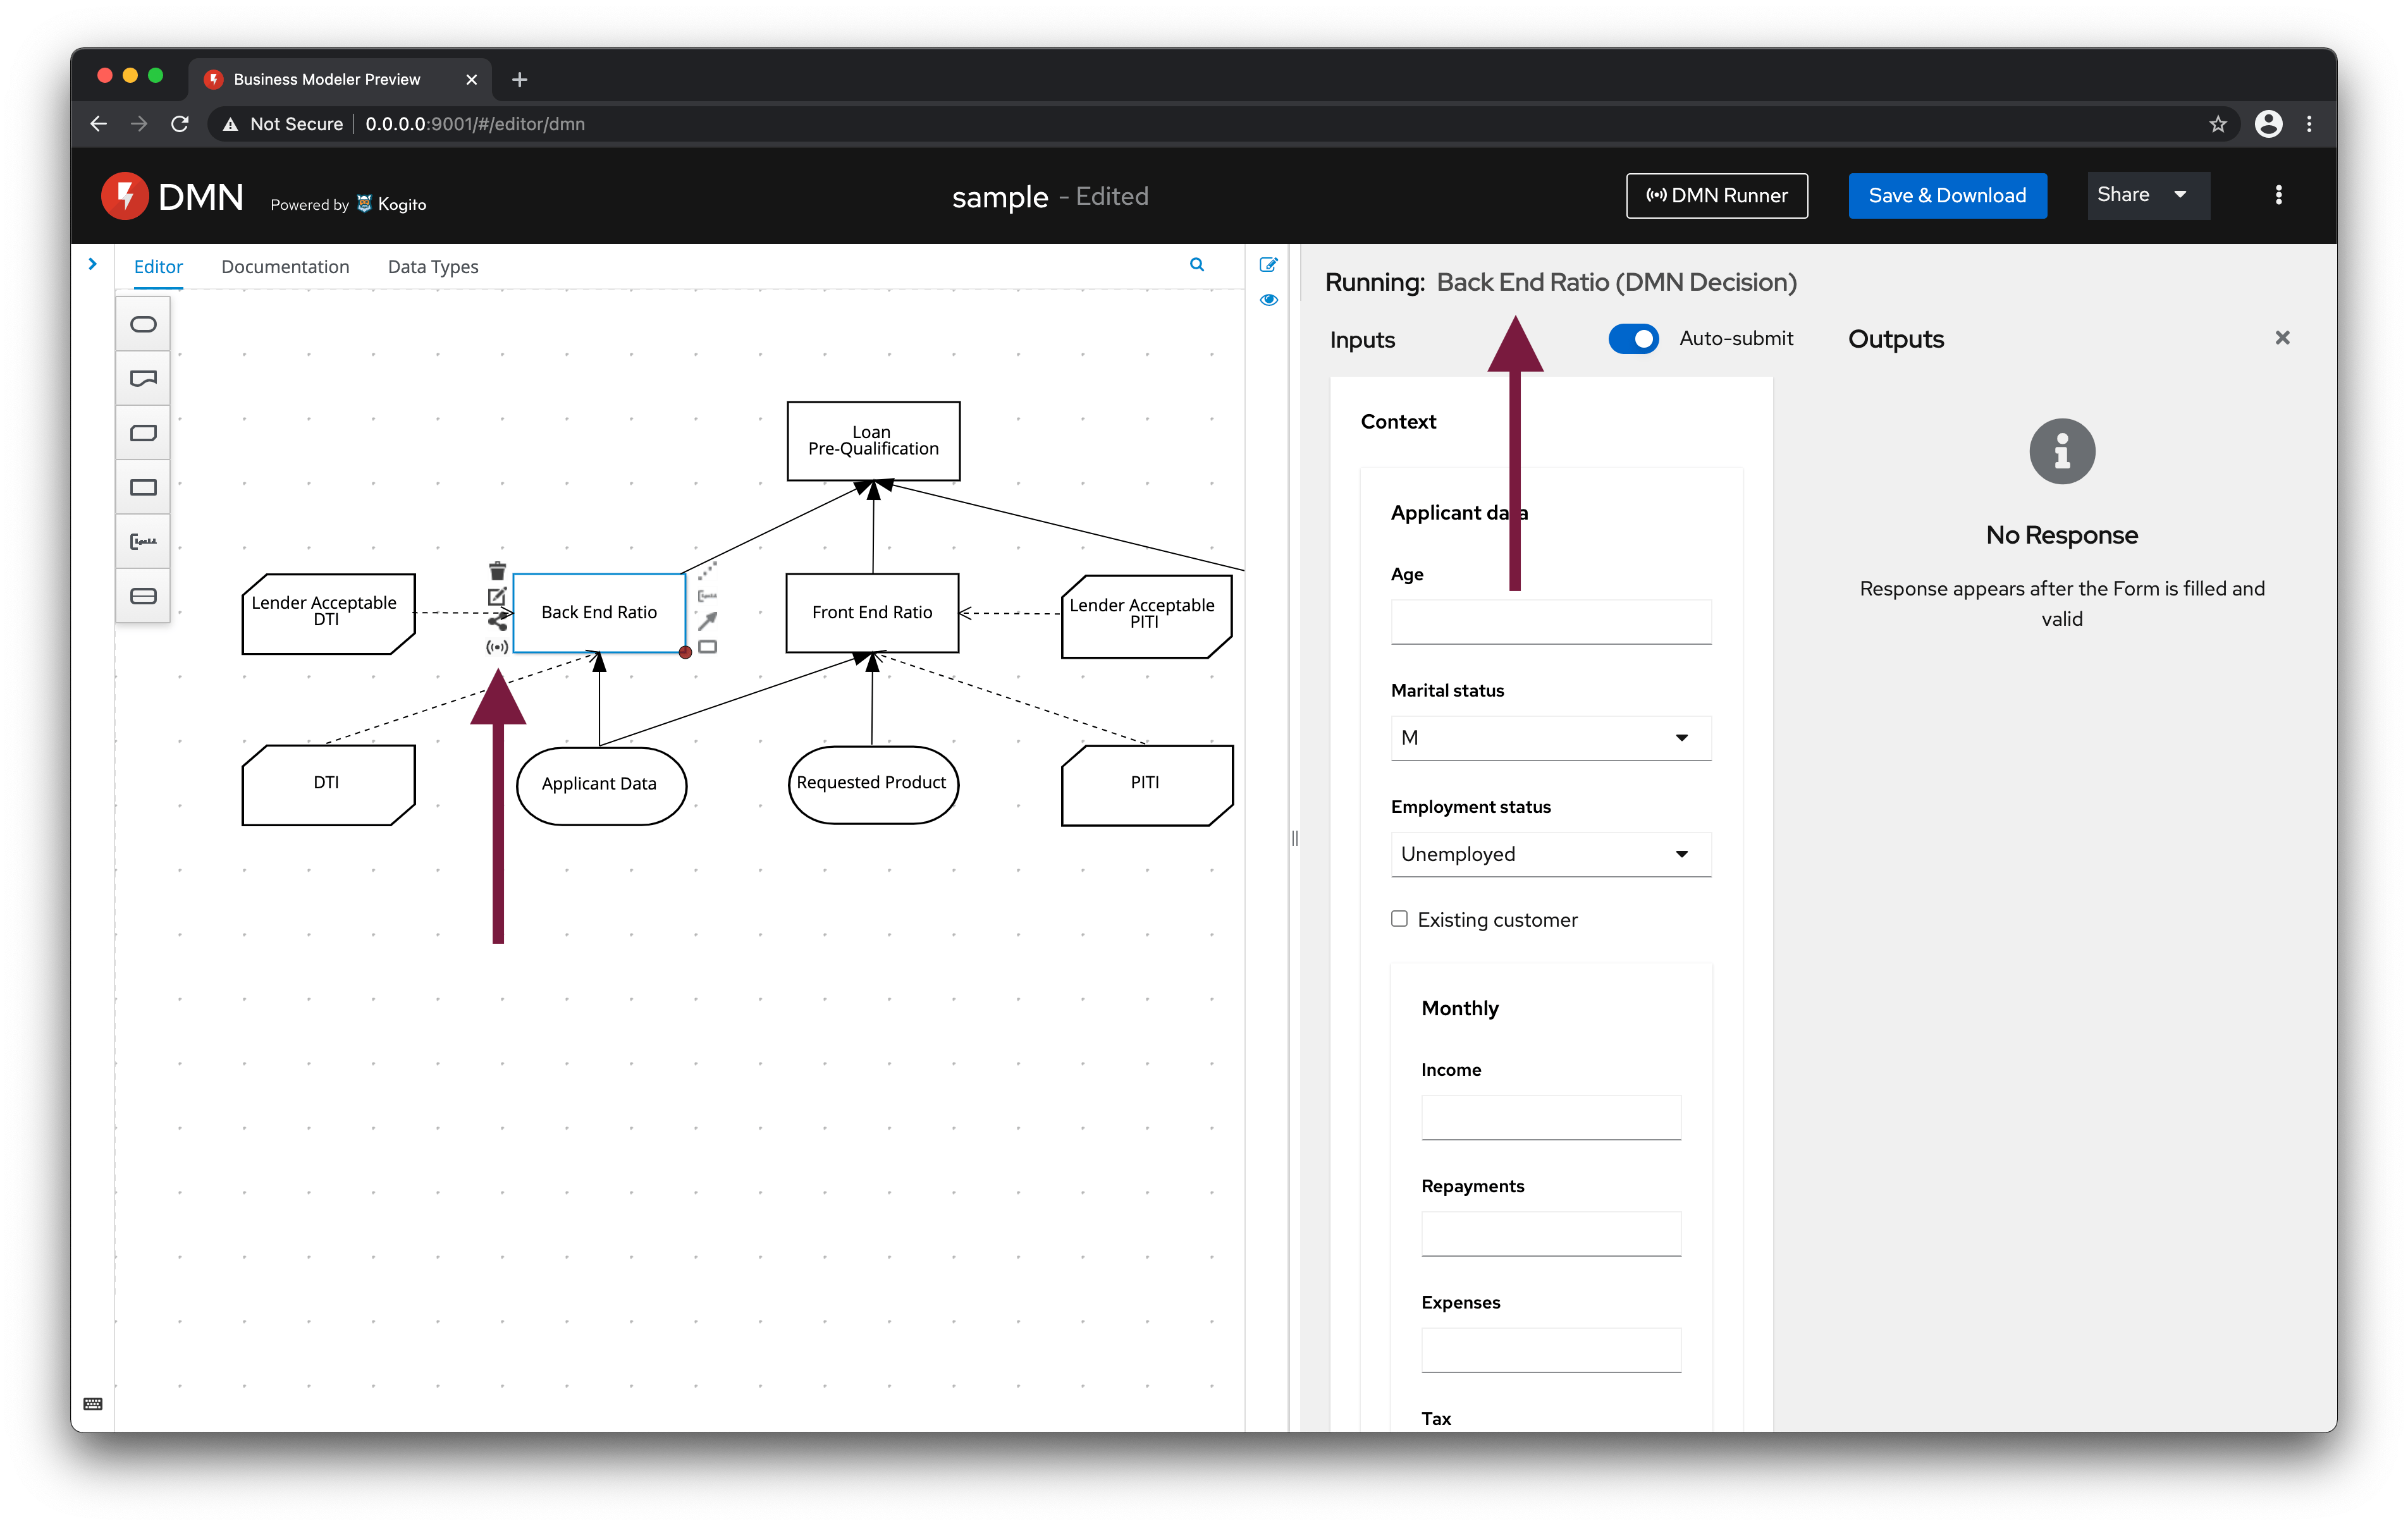 Business Modeler Preview
Not Secure
0.0.0.0:9001/#/editor/dmn
DMN
Powered by
Kogito
sample - Edited
DMN Runner
Save & Download
Share
Editor
Documentation
Data Types
Loan
Pre-Qualification
Lender Acceptable
DTI
Back End Ratio
Front End Ratio
Lender Acceptable
PITI
DTI
Applicant Data
Requested Product
PITI
Running: Back End Ratio (DMN Decision)
Inputs
Auto-submit
Context
Applicant data
Age
Marital status
M
Employment status
Unemployed
Existing customer
Monthly
Income
Repayments
Expenses
Tax
Outputs
No Response
Response appears after the Form is filled and
valid